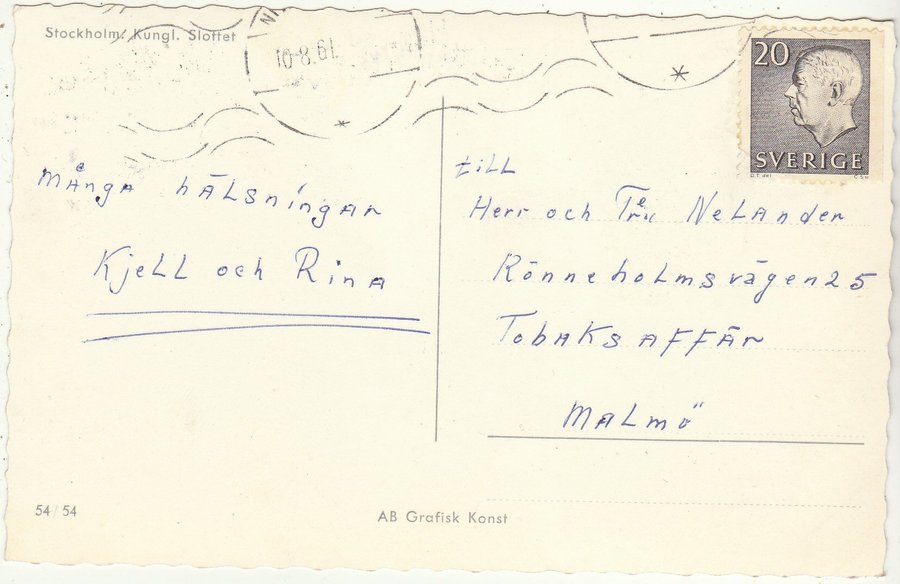 Stockholm. Kungl. Slottet
10-8.61
20
SVERIGE
Många hälsningar
Kjell och Rina
till
Herr och Nelander
Rönneholmsvägen 25
Tobaksaffär
Malmö
54/54
AB Grafisk Konst